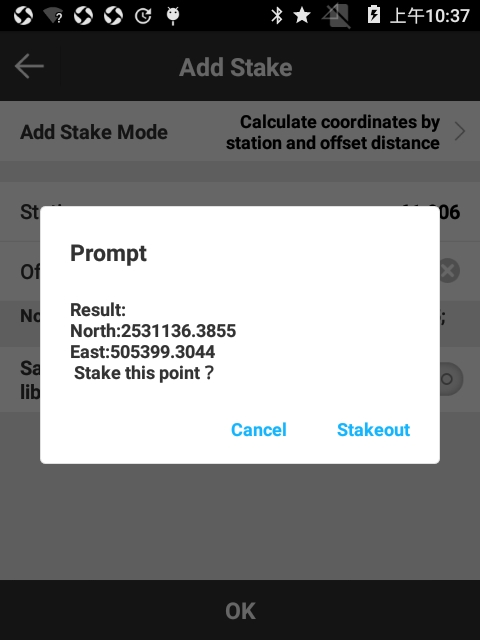 上午10:37
Add Stake
Add Stake Mode
Calculate coordinates by
station and offset distance
Prompt
Result:
North:2531136.3855
East:505399.3044
Stake this point？
Cancel
Stakeout
OK